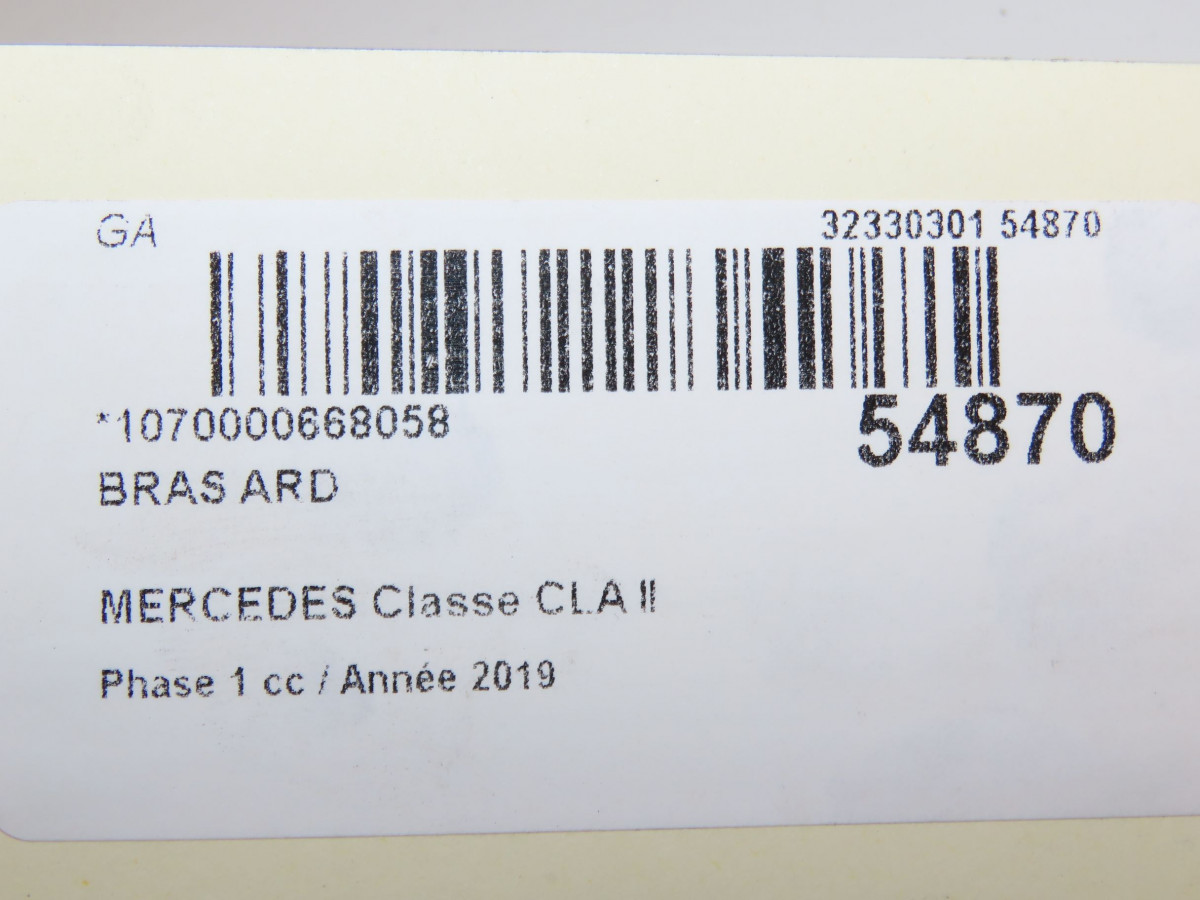 GA
32330301 54870
*1070000668058
54870
BRAS ARD
MERCEDES Classe CLA II
Phase 1 cc / Année 2019